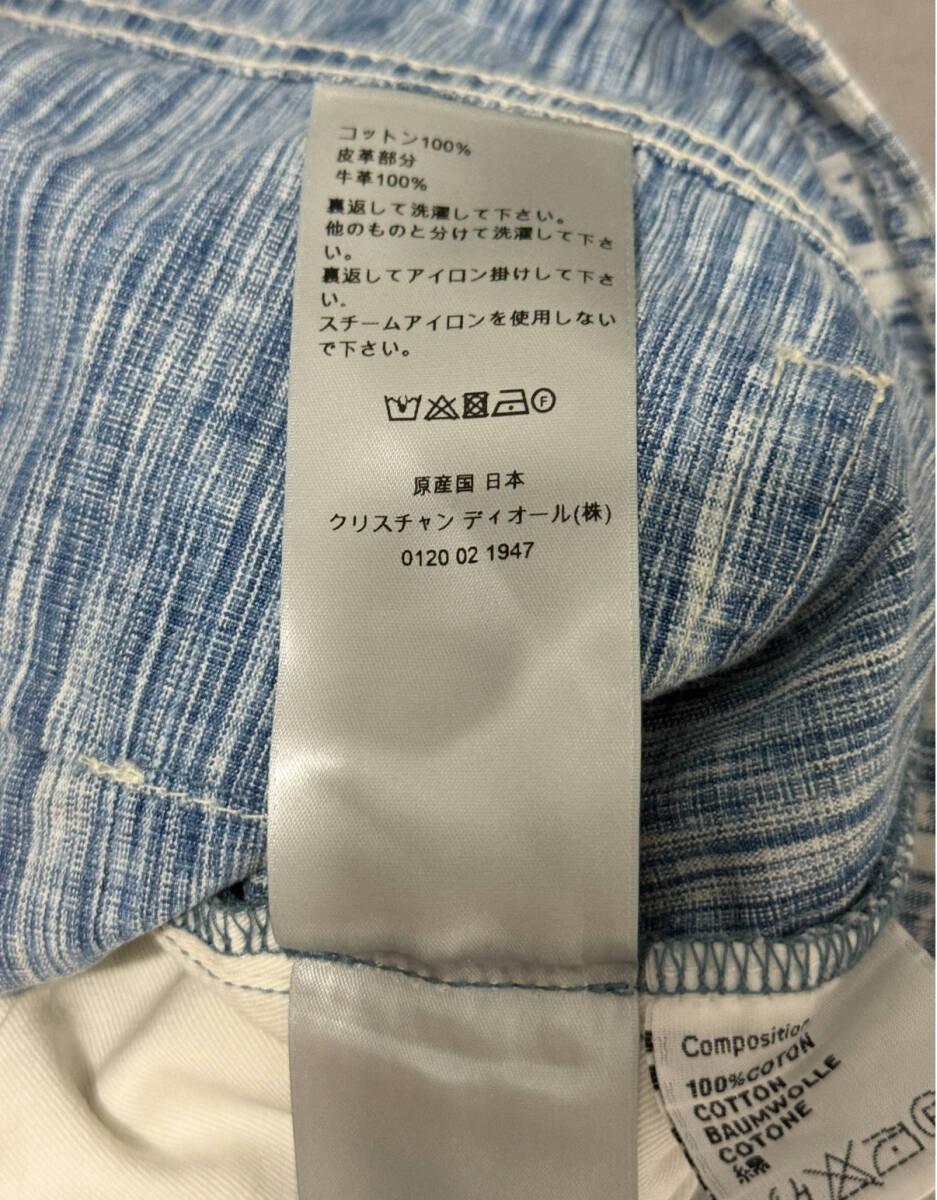 コットン100%
皮革部分
牛革100%
裏返して洗濯して下さい。
他のものと分けて洗濯して下さ
い。
裏返してアイロン掛けして下さ
い。
スチームアイロンを使用しない
で下さい。
F
原産国 日本
クリスチャン ディオール(株)
0120 02 1947
Composition
100%COTON
COTTON
BAUMWOLLE
COTONE
綿